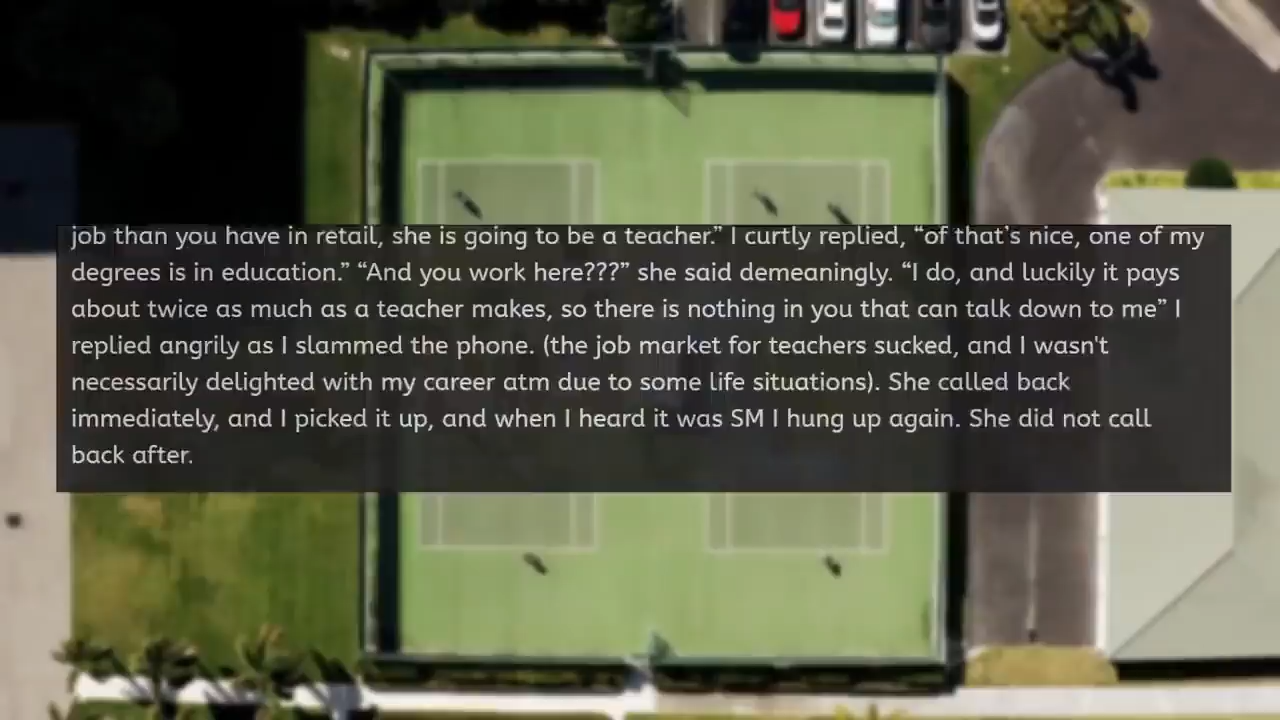 job than you have in retail, she is going to be a teacher.” I curtly replied, “of that’s nice, one of my
degrees is in education.” “And you work here???” she said demeaningly. “I do, and luckily it pays
about twice as much as a teacher makes, so there is nothing in you that can talk down to me” I
replied angrily as I slammed the phone. (the job market for teachers sucked, and I wasn't
necessarily delighted with my career atm due to some life situations). She called back
immediately, and I picked it up, and when I heard it was SM I hung up again. She did not call
back after.